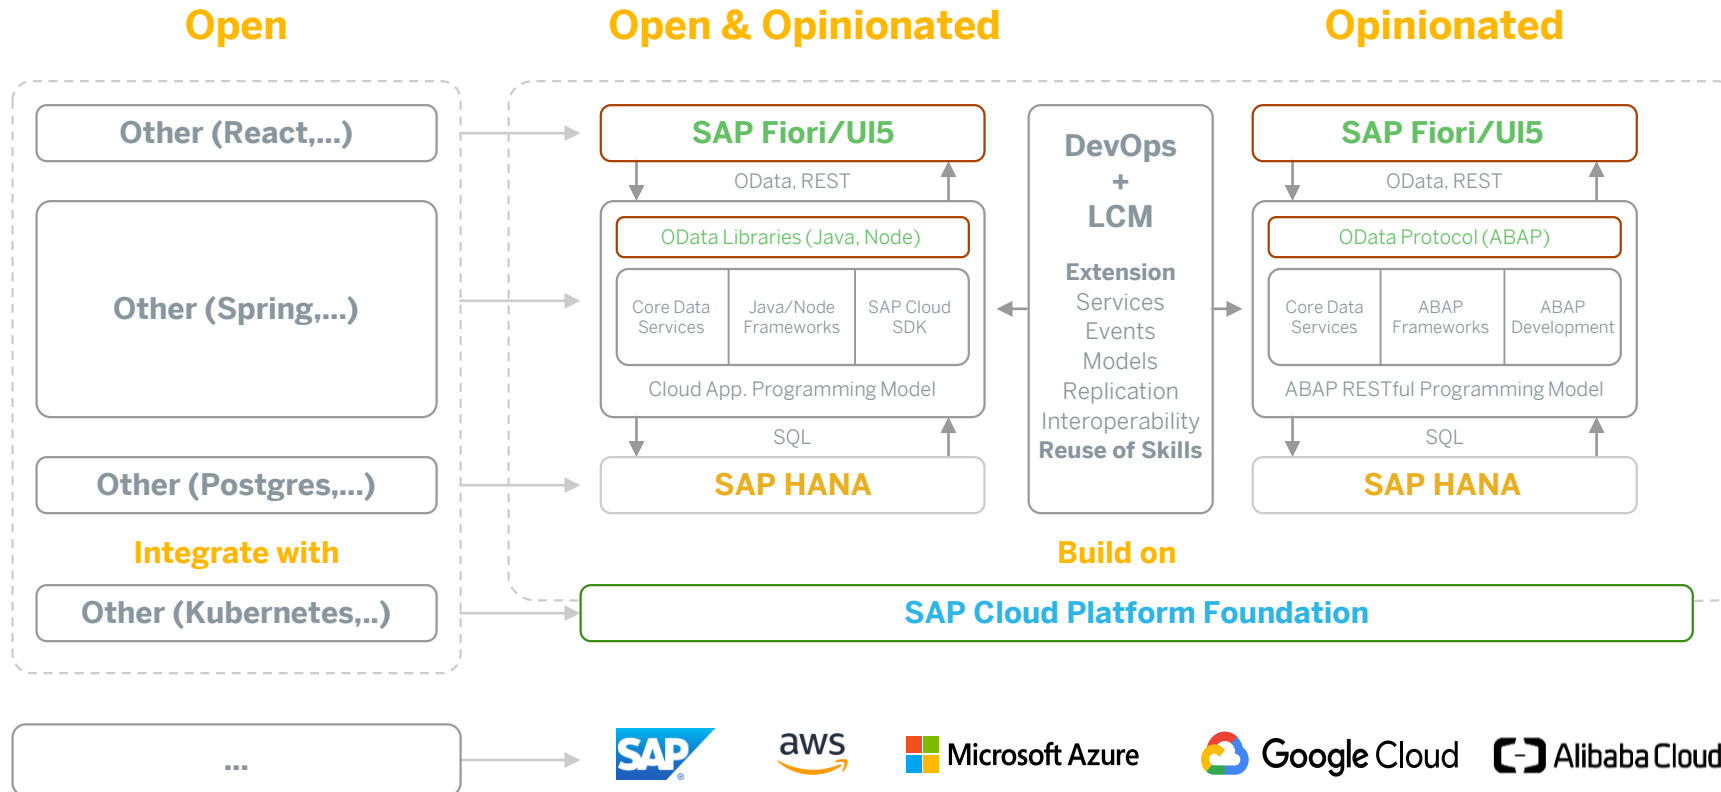 Open
Open & Opinionated
Opinionated
Other (React,...)
SAP Fiori/UI5
SAP Fiori/UI5
OData, REST
OData, REST
Other (Spring,...)
OData Libraries (Java, Node)
Core Data
Services
Java/Node
Frameworks
SAP Cloud
SDK
Cloud App. Programming Model
DevOps
+
LCM
Extension
Services
Events
Models
Replication
Interoperability
Reuse of Skills
OData Protocol (ABAP)
Core Data
Services
ABAP
Frameworks
ABAP
Development
ABAP RESTful Programming Model
SQL
SQL
Other (Postgres,...)
SAP HANA
SAP HANA
Integrate with
Build on
Other (Kubernetes,..)
SAP Cloud Platform Foundation
...
SAP®
aws
Microsoft Azure
Google Cloud
Alibaba Cloud